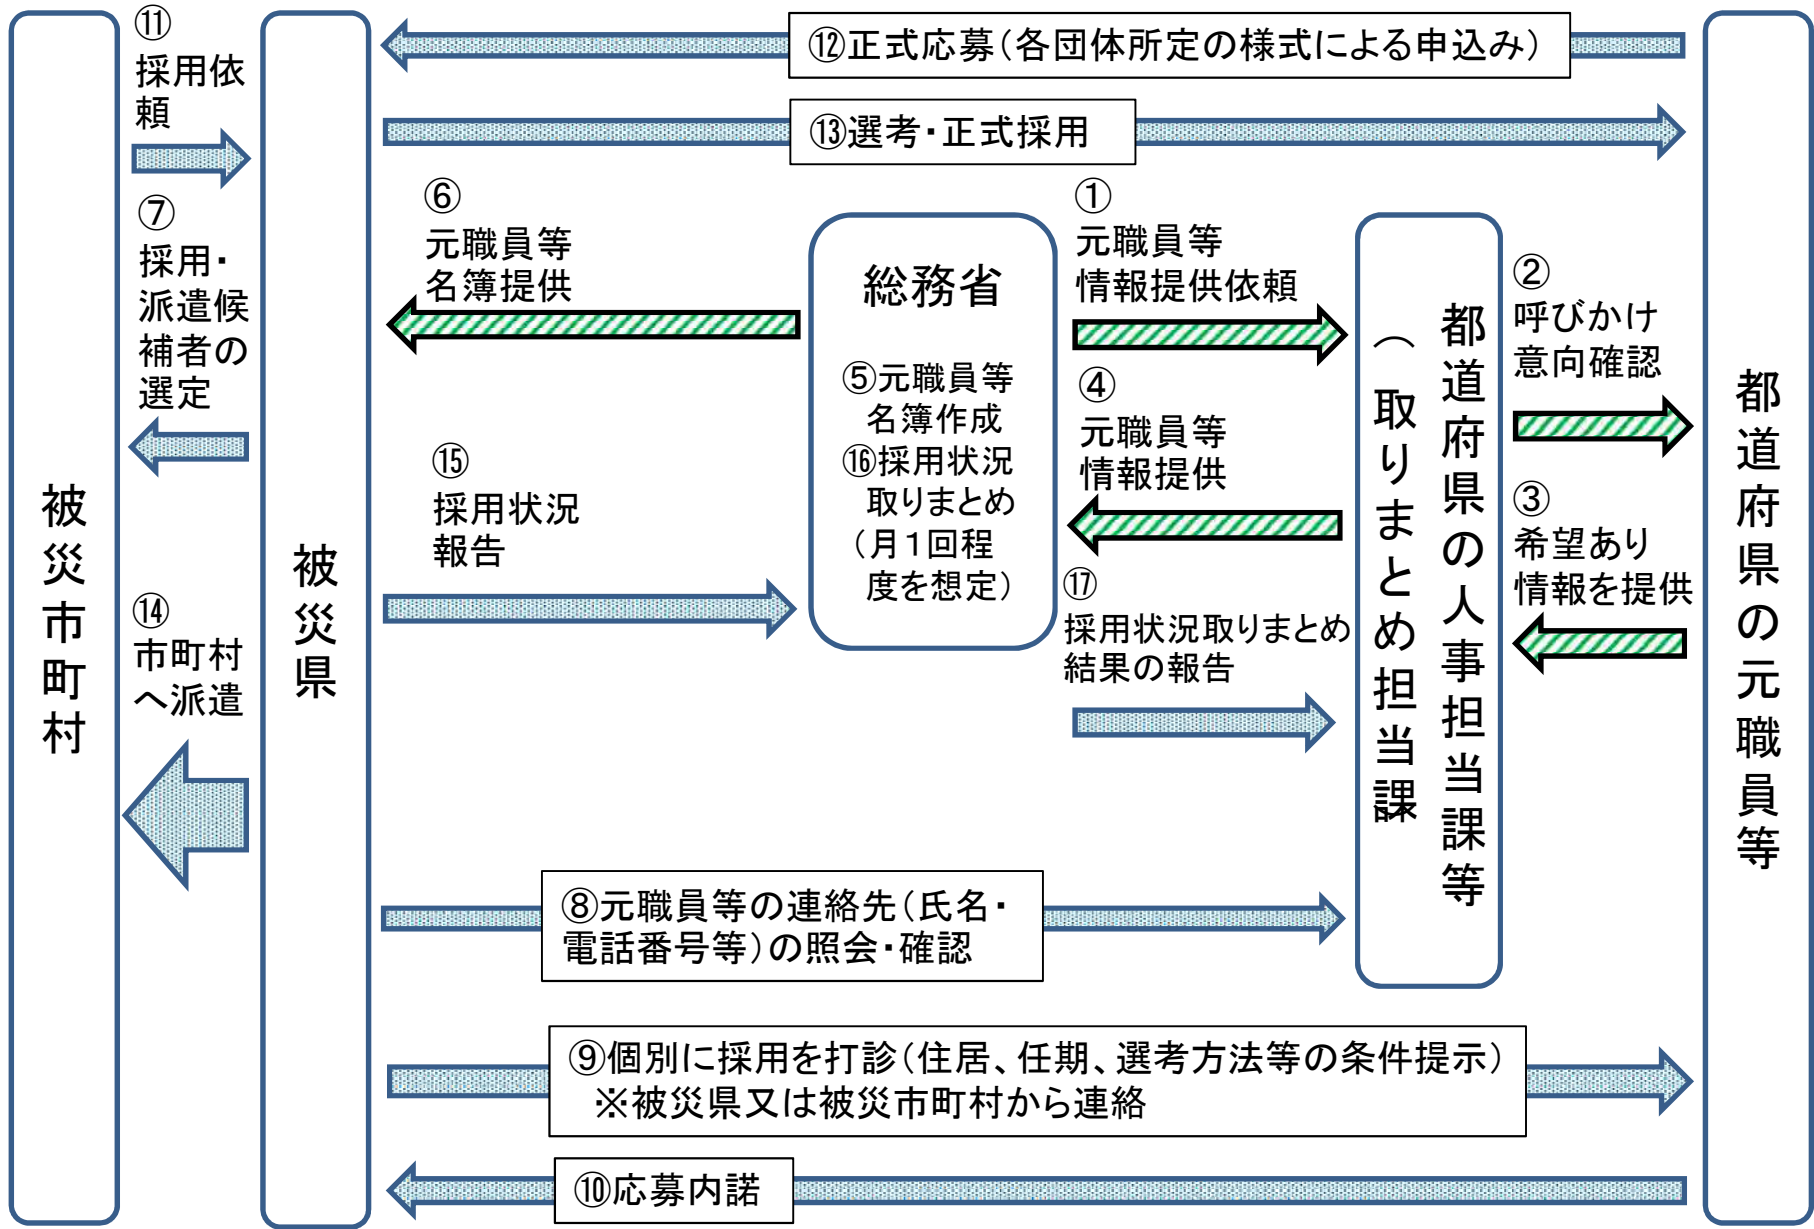 ⑪
採用依
頼
⑫正式応募(各団体所定の様式による申込み)
⑬選考・正式採用
⑦
採用・
派遣候
補者の
選定
⑥
元職員等
名簿提供
①
元職員等
情報提供依頼
②
呼びかけ
意向確認
総務省
⑤元職員等
名簿作成
⑯採用状況
取りまとめ
(月1回程
度を想定)
④
元職員等
情報提供
③
希望あり
情報を提供
⑮
採用状況
報告
⑰
採用状況取りまとめ
結果の報告
⑭
市町村
へ派遣
被災市町村
被災県
都道府県の人事担当課等
(取りまとめ担当課
都道府県の元職員等
⑧元職員等の連絡先(氏名・
電話番号等)の照会・確認
⑨個別に採用を打診(住居、任期、選考方法等の条件提示)
※被災県又は被災市町村から連絡
⑩応募内諾